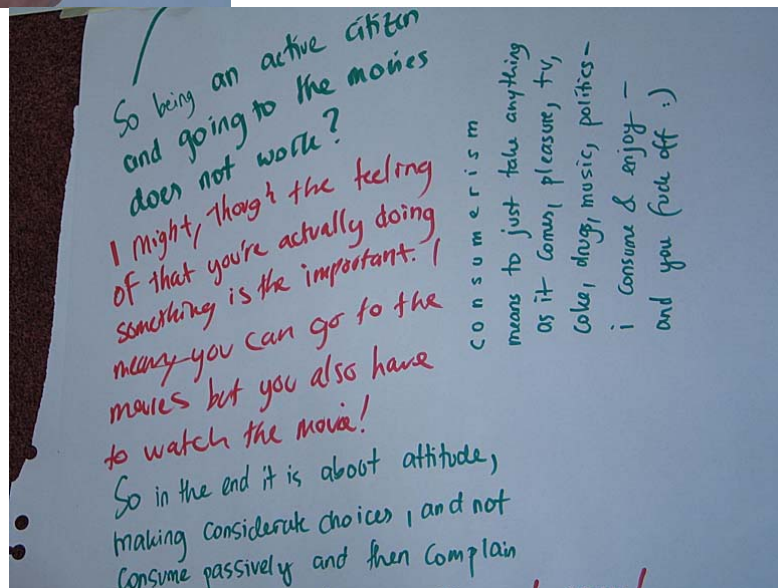 So being an active citizen
and going to the movies
does not work?
I might, though the feeling
of that you're actually doing
something is the important. I
mean you can go to the
movies but you also have
to watch the movie!
So in the end it is about attitude,
making considerate choices, and not
consume passively and then complain
consumerism
means to just take anything
as it comes, pleasure, tv,
coke, drugs, music, politics -
i consume & enjoy -
and you fuck off :)